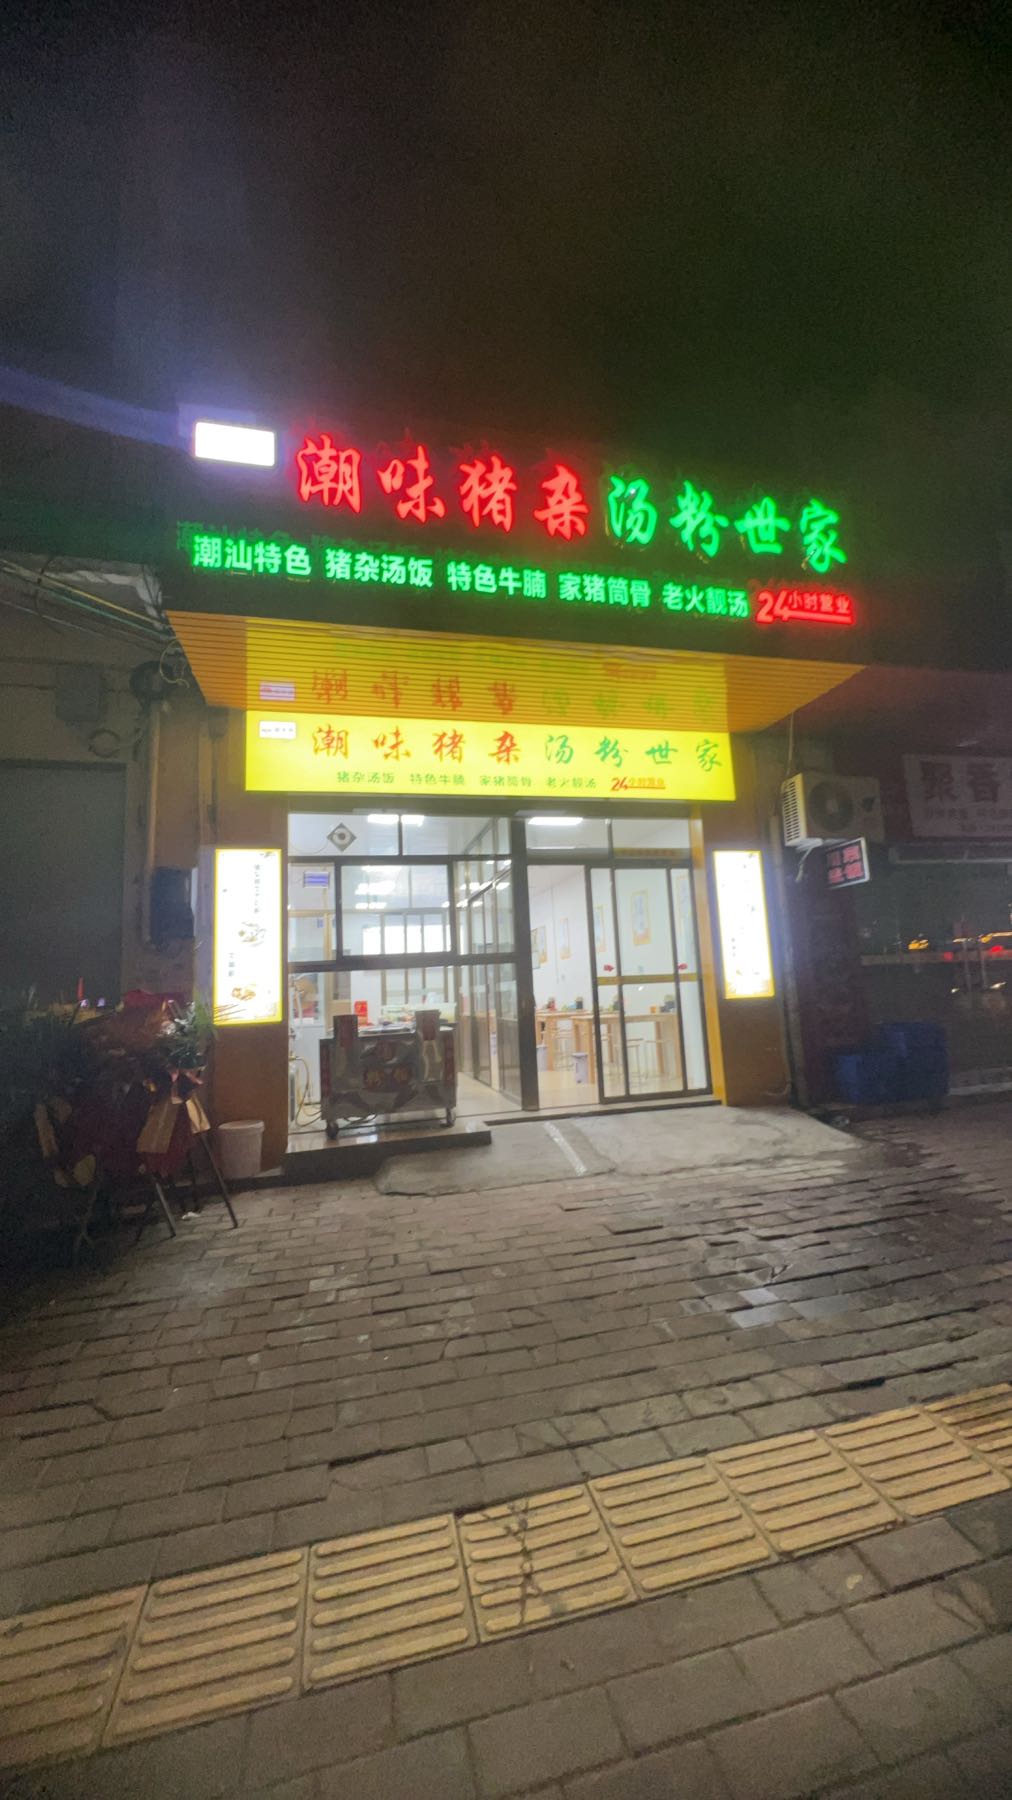 潮味猪杂汤粉世家
潮汕特色 猪杂汤饭 特色牛腩 家猪筒骨 老火靓汤 24小时营业
潮味猪杂汤粉世家
猪杂汤饭 特色牛腩 家猪筒骨 老火靓汤 24小时营业
聚香